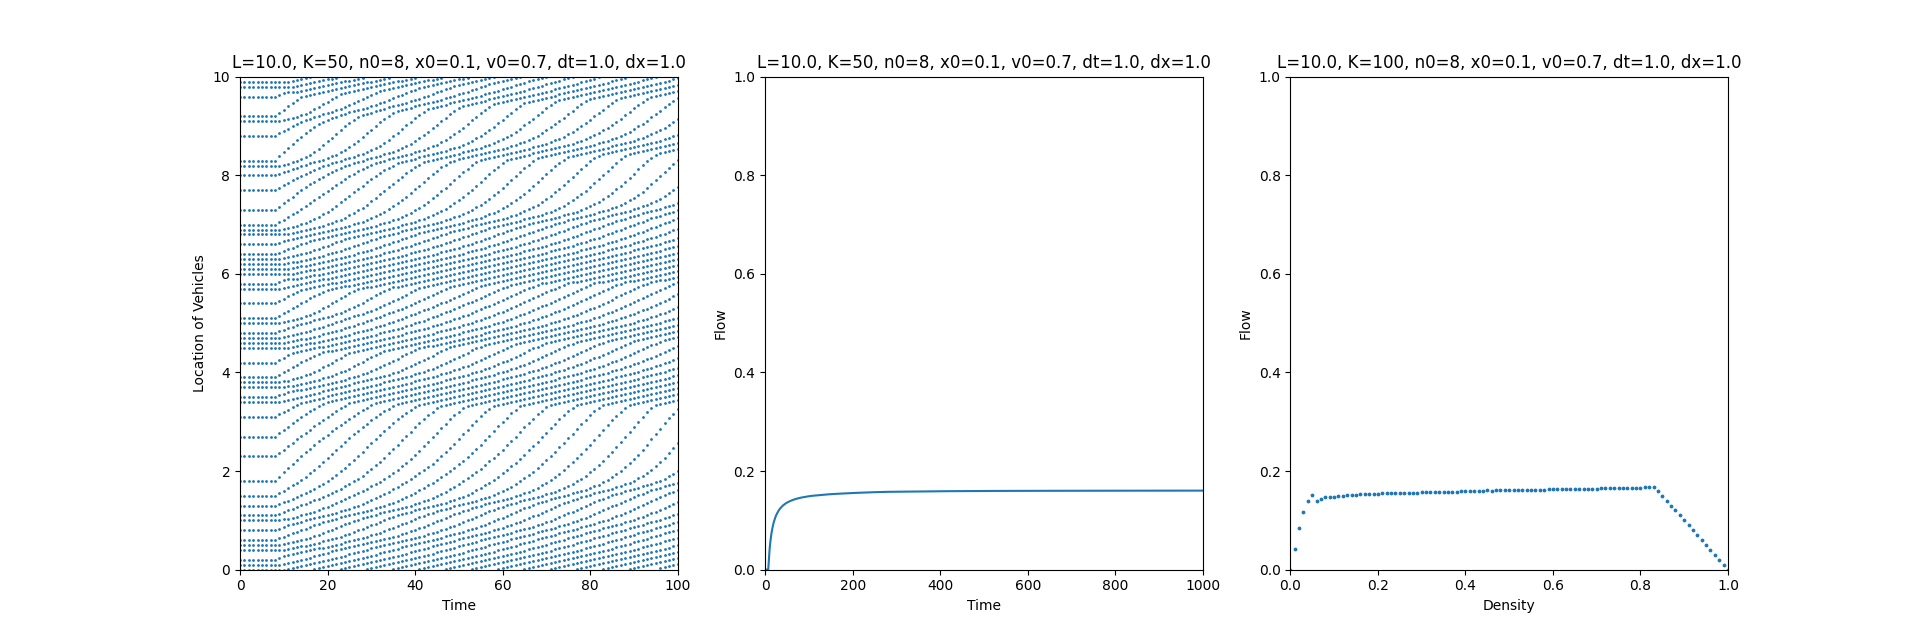 L=10.0, K=50, n0=8, x0=0.1, v0=0.7, dt=1.0, dx=1.0
10
8
6
4
2
0
Location of Vehicles
0 20 40 60 80 100
Time
L=10.0, K=50, n0=8, x0=0.1, v0=0.7, dt=1.0, dx=1.0
1.0
0.8
0.6
0.4
0.2
0.0
Flow
0 200 400 600 800 1000
Time
L=10.0, K=100, n0=8, x0=0.1, v0=0.7, dt=1.0, dx=1.0
1.0
0.8
0.6
0.4
0.2
0.0
Flow
0.0 0.2 0.4 0.6 0.8 1.0
Density